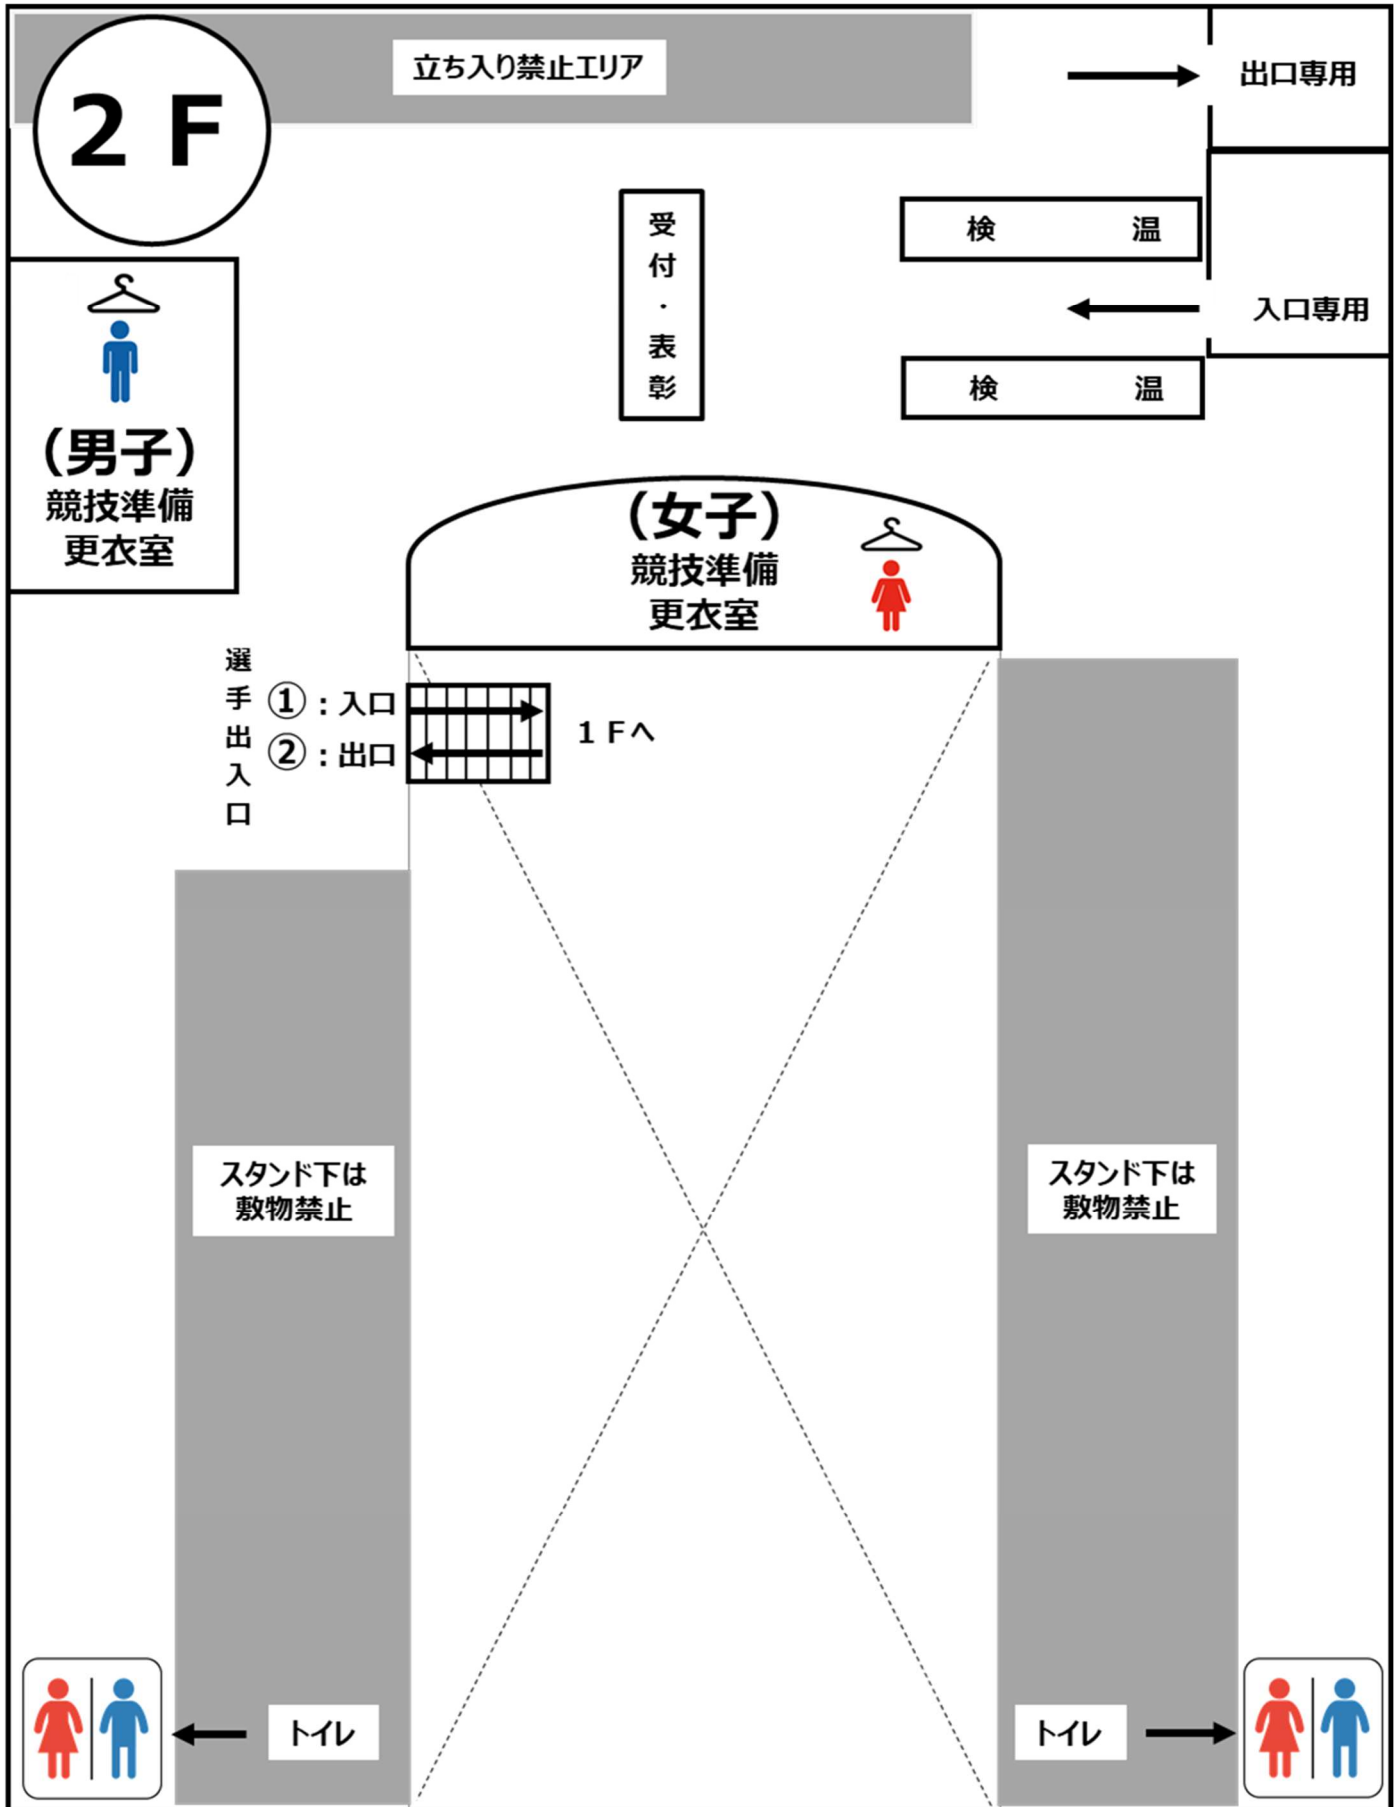 立ち入り禁止エリア
出口専用
２Ｆ
受付・表彰
検　温
入口専用
検　温
（男子）
競技準備
更衣室
（女子）
競技準備
更衣室
選手出入口
①：入口
②：出口
１Ｆへ
スタンド下は
敷物禁止
スタンド下は
敷物禁止
トイレ
トイレ